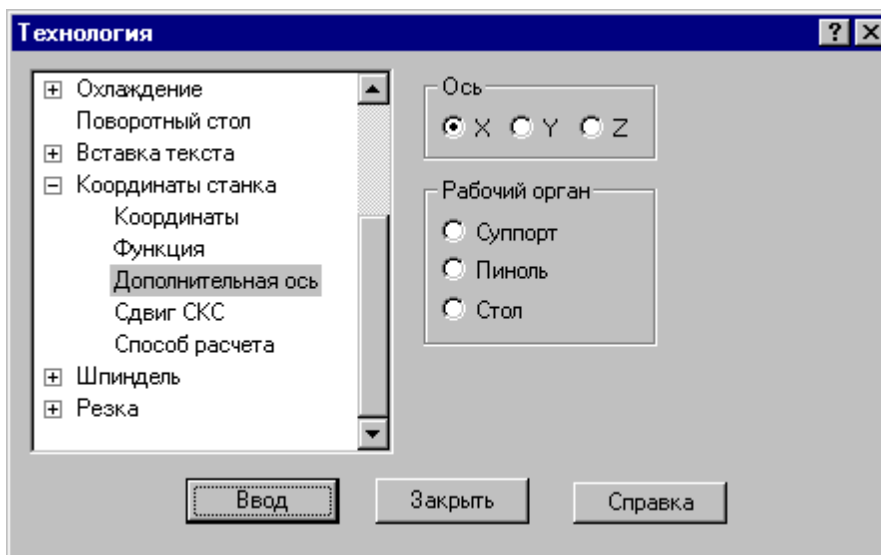 Технология
Охлаждение
Поворотный стол
Вставка текста
Координаты станка
Координаты
Функция
Дополнительная ось
Сдвиг СКС
Способ расчета
Шпиндель
Резка
Ось
X Y Z
Рабочий орган
Суппорт
Пиноль
Стол
Ввод Закрыть Справка